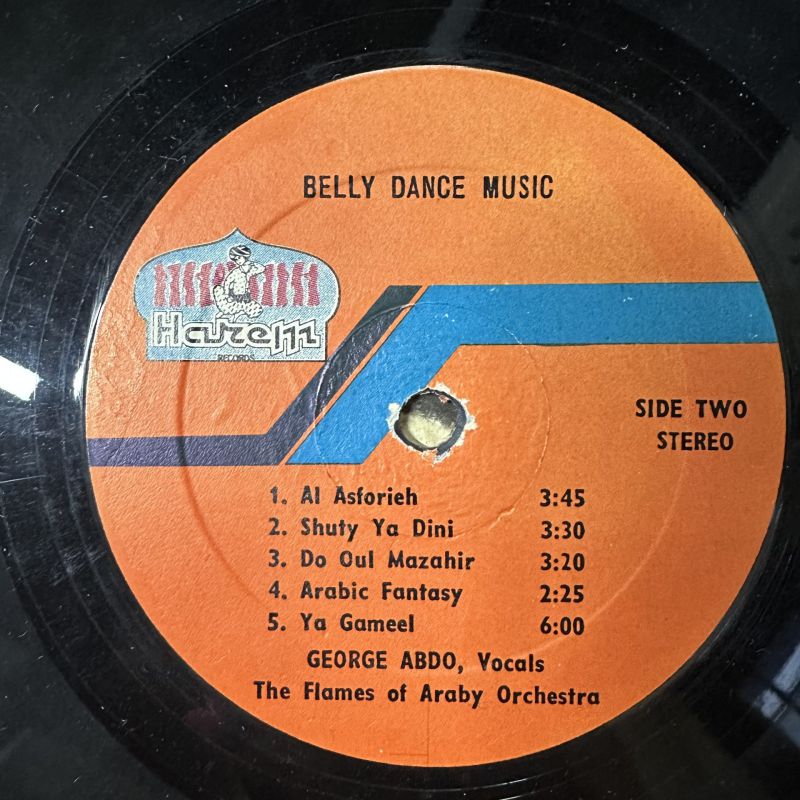 BELLY DANCE MUSIC
Harem
RECORDS
SIDE TWO
STEREO
1. Al Asforieh 3:45
2. Shuty Ya Dini 3:30
3. Do Oul Mazahir 3:20
4. Arabic Fantasy 2:25
5. Ya Gameel 6:00
GEORGE ABDO, Vocals
The Flames of Araby Orchestra